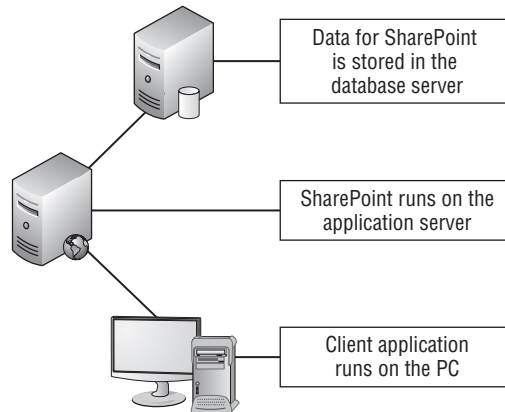 Data for SharePoint
is stored in the
database server
SharePoint runs on the
application server
Client application
runs on the PC